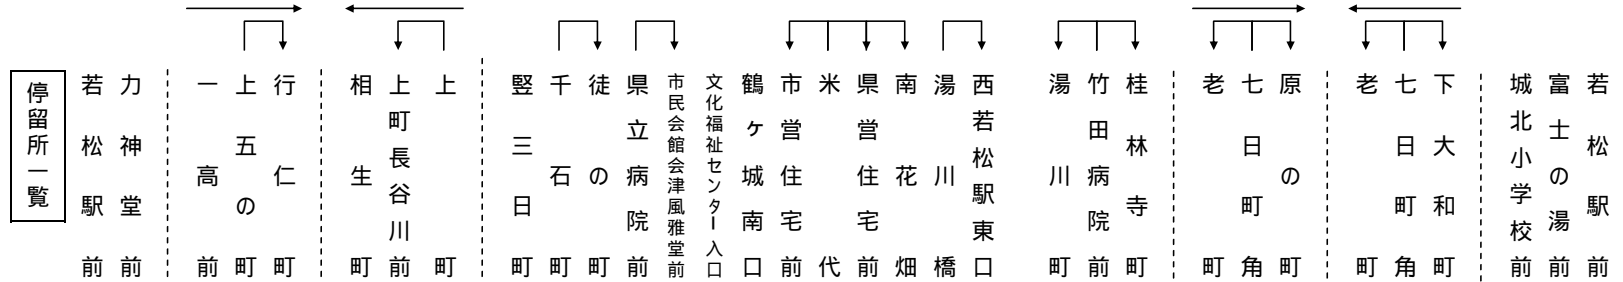 停留所一覧
若松駅前
力神堂前
一高前
上五の町
行仁町
相生町
上町長谷川前
上町
竪三日町
千石町
徒の町
県立病院前
市民会館会津風雅堂前
文化福祉センター入口
鶴ヶ城南口
市営住宅前
米代
県営住宅前
南花畑
湯川橋
西若松駅東口
湯川町
竹田病院前
桂林寺町
老町
七日町角
原の町
老町
七日町角
下大和町
城北小学校前
富士の湯前
若松駅前